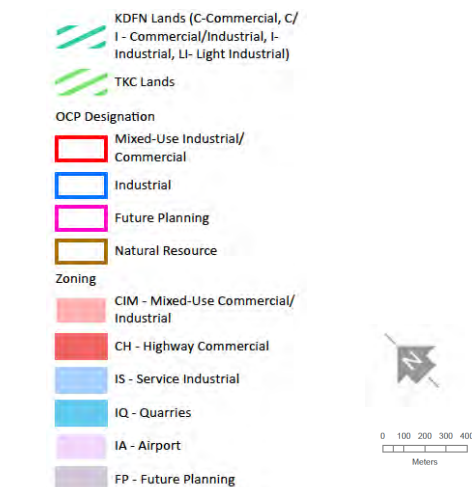 KDFN Lands (C-Commercial, C/
I - Commercial/Industrial, I-
Industrial, LI- Light Industrial)
TKC Lands
OCP Designation
Mixed-Use Industrial/
Commercial
Industrial
Future Planning
Natural Resource
Zoning
CIM - Mixed-Use Commercial/
Industrial
CH - Highway Commercial
IS - Service Industrial
IQ - Quarries
IA - Airport
FP - Future Planning
N
0 100 200 300 400
Meters